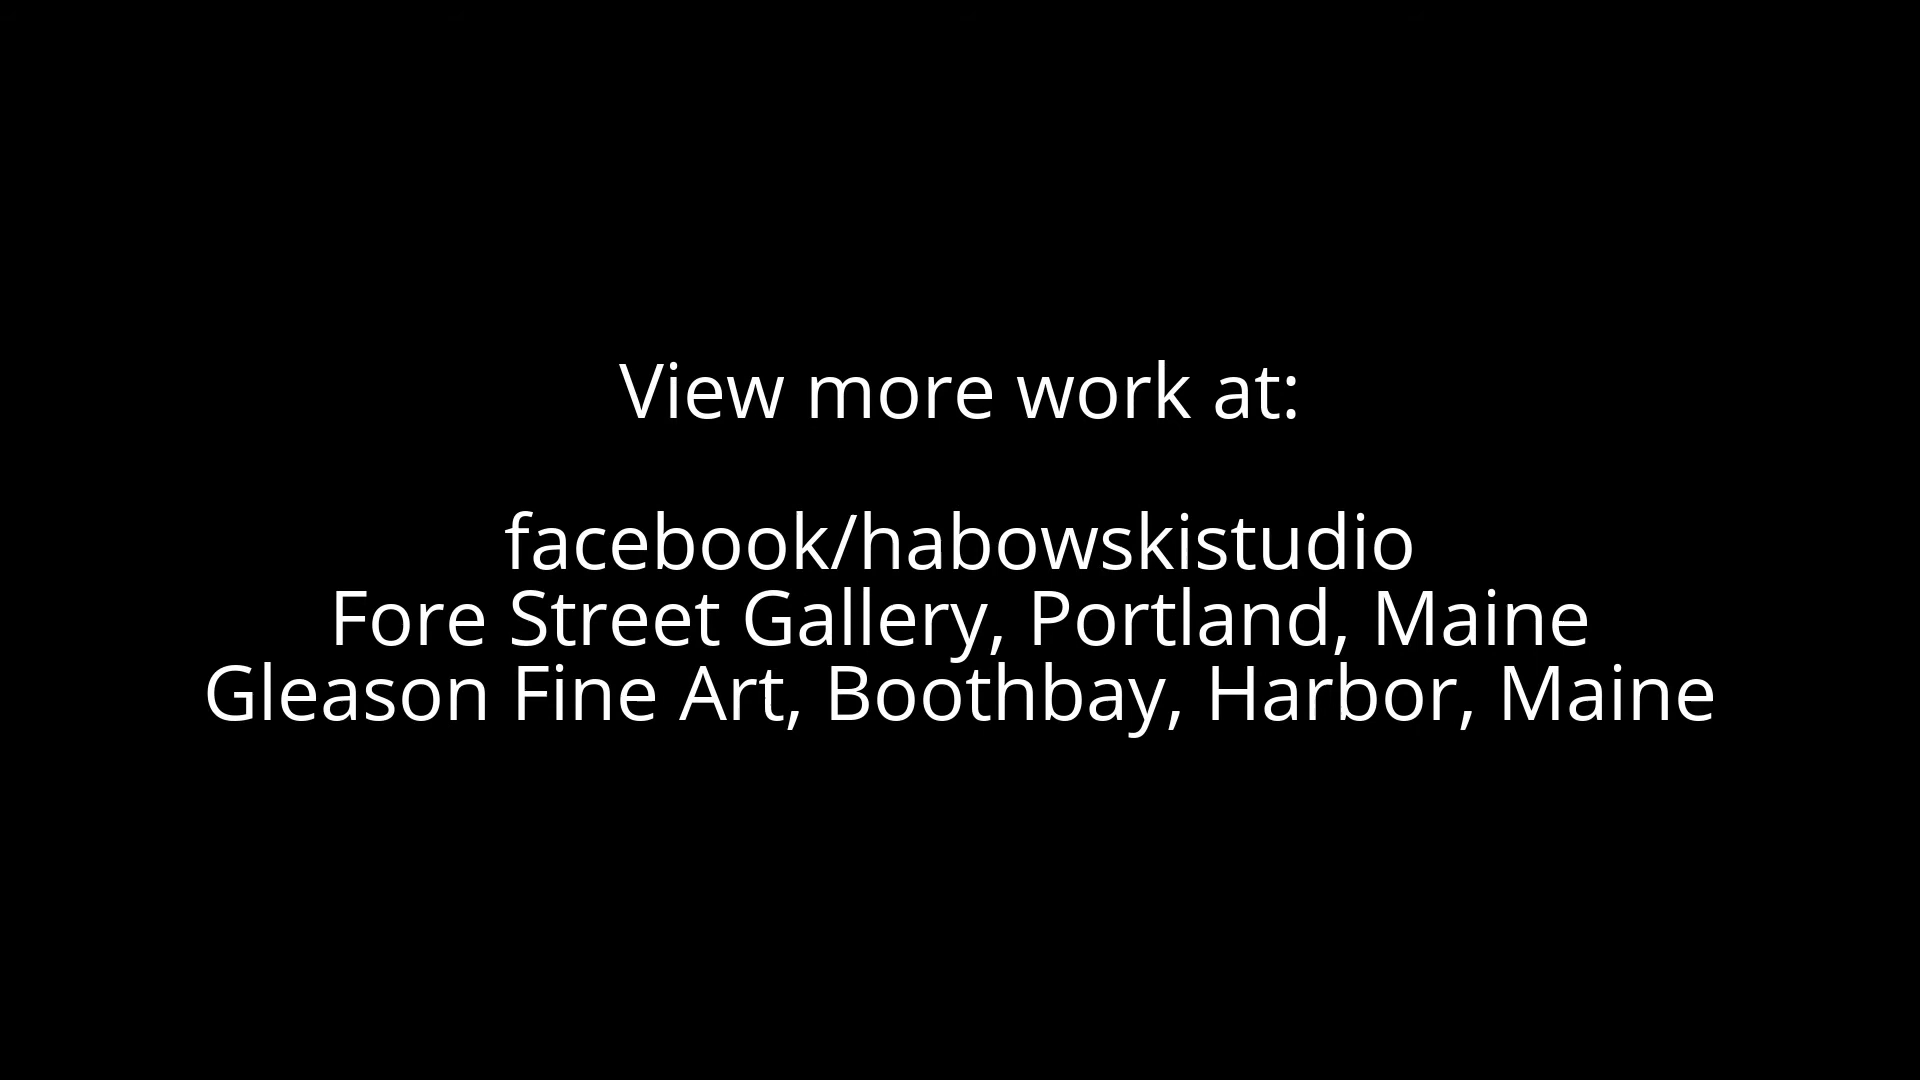 View more work at:
facebook/habowskistudio
Fore Street Gallery, Portland, Maine
Gleason Fine Art, Boothbay, Harbor, Maine